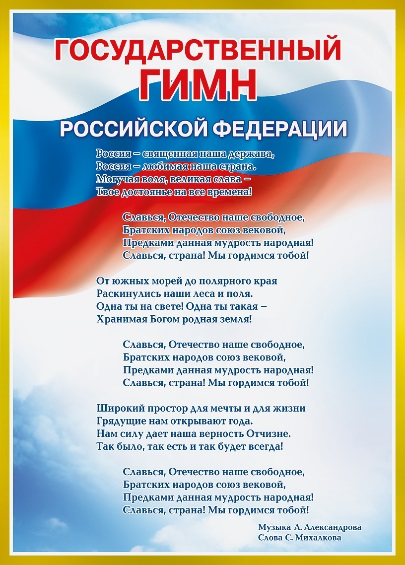 ГОСУДАРСТВЕННЫЙ
ГИМН
РОССИЙСКОЙ ФЕДЕРАЦИИ
Россия – священная наша держава,
Россия – любимая наша страна.
Могучая воля, великая слава –
Твое достоянье на все времена!
Славься, Отечество наше свободное,
Братских народов союз вековой,
Предками данная мудрость народная!
Славься, страна! Мы гордимся тобой!
От южных морей до полярного края
Раскинулись наши леса и поля.
Одна ты на свете! Одна ты такая –
Хранимая Богом родная земля!
Славься, Отечество наше свободное,
Братских народов союз вековой,
Предками данная мудрость народная!
Славься, страна! Мы гордимся тобой!
Широкий простор для мечты и для жизни
Грядущие нам открывают года.
Нам силу дает наша верность Отчизне.
Так было, так есть и так будет всегда!
Славься, Отечество наше свободное,
Братских народов союз вековой,
Предками данная мудрость народная!
Славься, страна! Мы гордимся тобой!
Музыка А. Александрова
Слова С. Михалкова